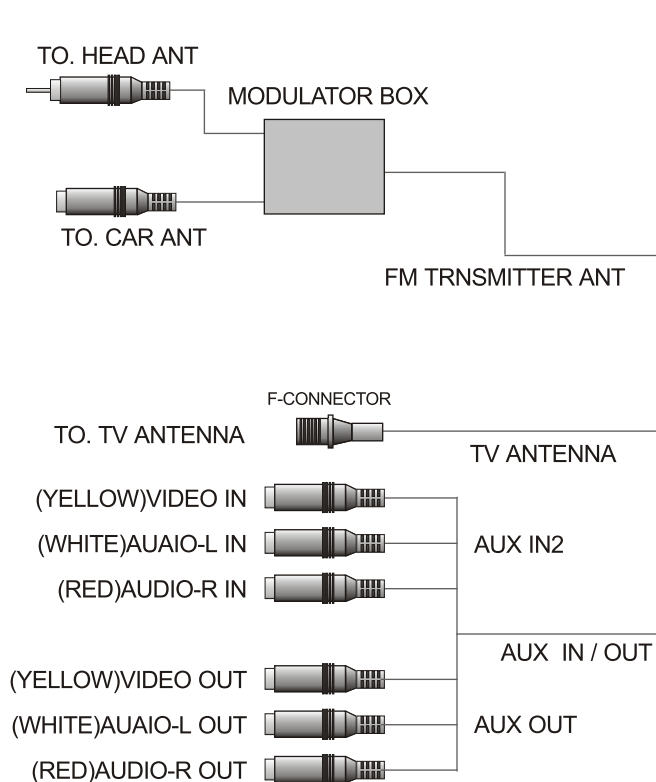 TO. HEAD ANT
MODULATOR BOX
TO. CAR ANT
FM TRNSMITTER ANT
F-CONNECTOR
TO. TV ANTENNA
TV ANTENNA
(YELLOW)VIDEO IN
(WHITE)AUAIO-L IN
AUX IN2
(RED)AUDIO-R IN
AUX IN / OUT
(YELLOW)VIDEO OUT
(WHITE)AUAIO-L OUT
AUX OUT
(RED)AUDIO-R OUT